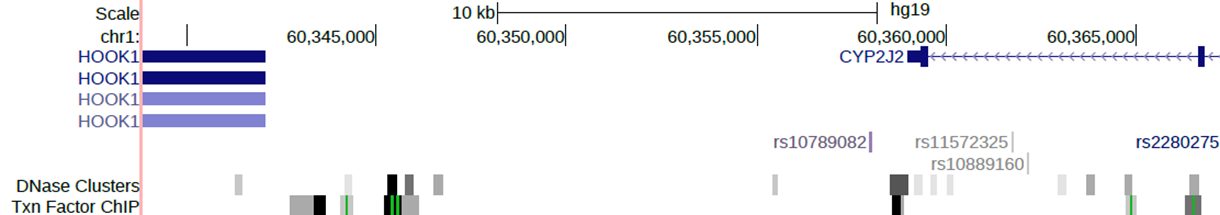 Scale 10 kb hg19
chr1: 60,345,000 60,350,000 60,355,000 60,360,000 60,365,000
HOOK1 CYP2J2
HOOK1
HOOK1
HOOK1
rs10789082 rs11572325 rs2280275
rs10889160
DNase Clusters
Txn Factor ChIP